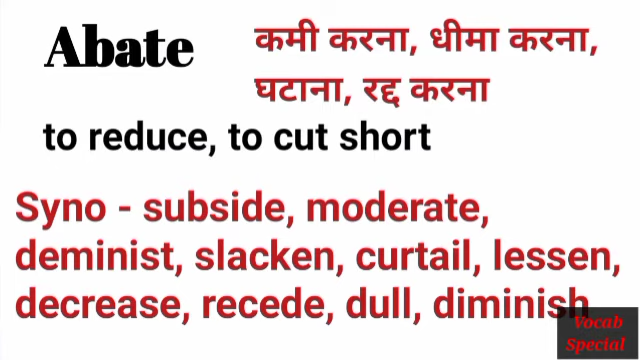 Abate
कमी करना, धीमा करना,
घटाना, रद्द करना
to reduce, to cut short
Syno - subside, moderate,
deminist, slacken, curtail, lessen,
decrease, recede, dull, diminish
Vocab
Special